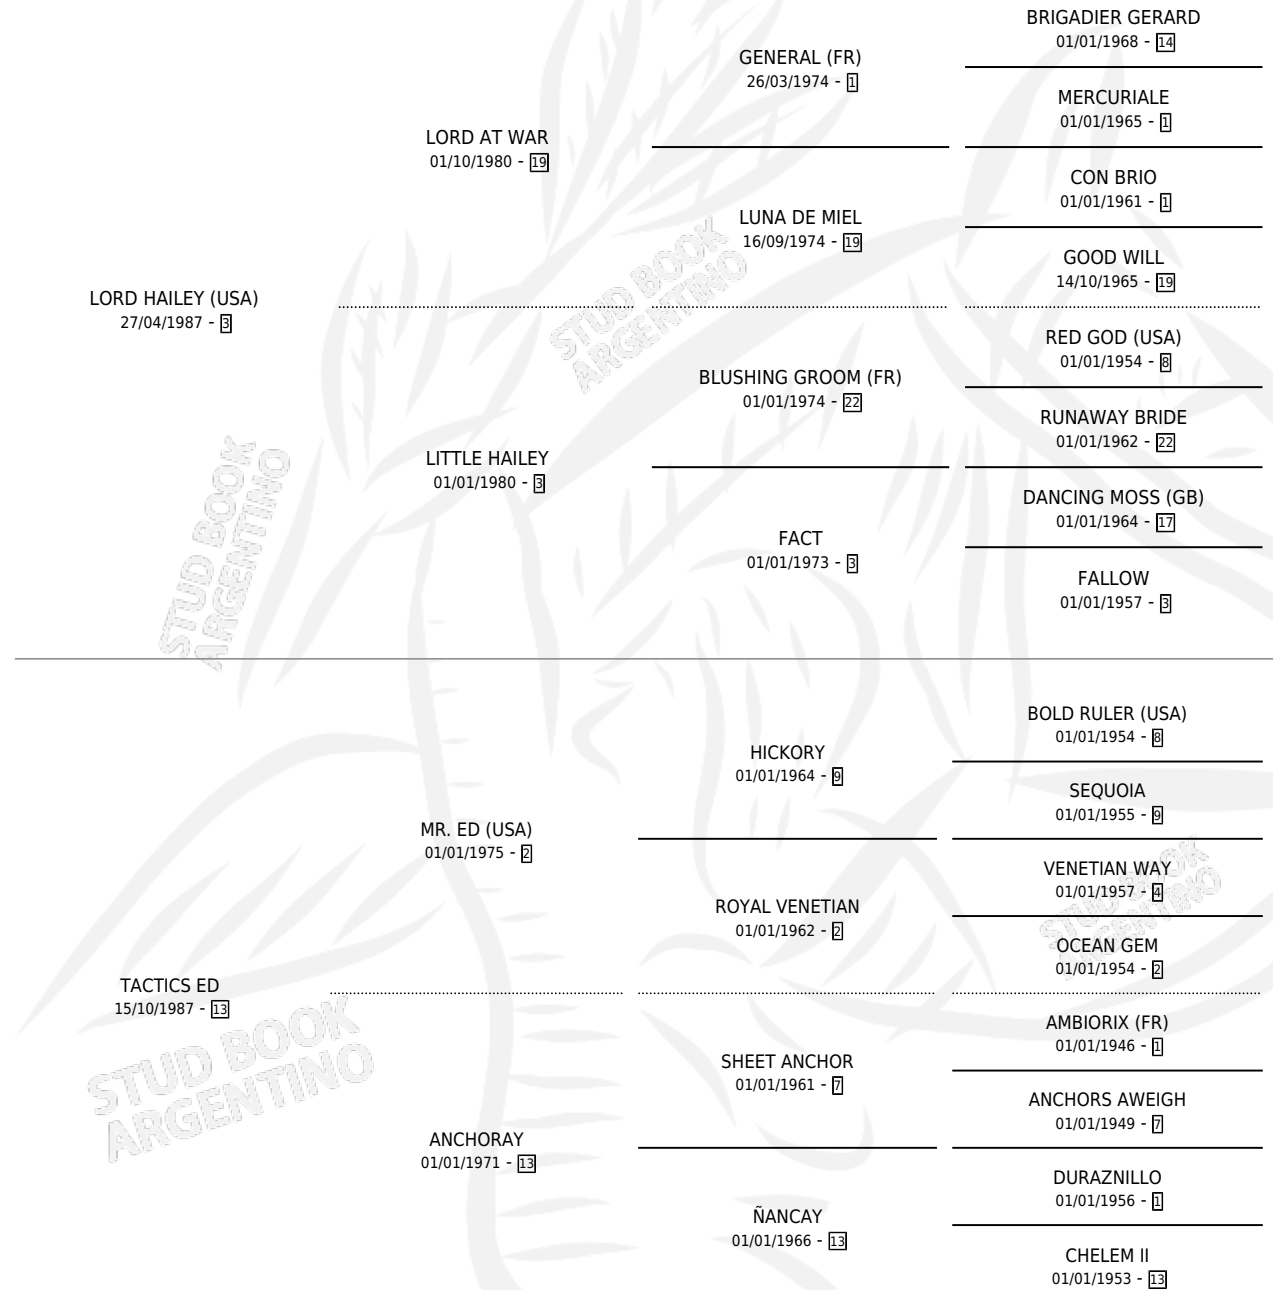 BRIGADIER GERARD
01/01/1968 - 14
GENERAL (FR)
26/03/1974 - 1
MERCURIALE
01/01/1965 - 1
LORD AT WAR
01/10/1980 - 19
CON BRIO
01/01/1961 - 1
LUNA DE MIEL
16/09/1974 - 19
GOOD WILL
14/10/1965 - 19
LORD HAILEY (USA)
27/04/1987 - 3
RED GOD (USA)
01/01/1954 - 8
BLUSHING GROOM (FR)
01/01/1974 - 22
RUNAWAY BRIDE
01/01/1962 - 22
LITTLE HAILEY
01/01/1980 - 3
DANCING MOSS (GB)
01/01/1964 - 17
FACT
01/01/1973 - 3
FALLOW
01/01/1957 - 3
BOLD RULER (USA)
01/01/1954 - 8
HICKORY
01/01/1964 - 9
SEQUOIA
01/01/1955 - 9
MR. ED (USA)
01/01/1975 - 2
VENETIAN WAY
01/01/1957 - 4
ROYAL VENETIAN
01/01/1962 - 2
OCEAN GEM
01/01/1954 - 2
TACTICS ED
15/10/1987 - 13
AMBIORIX (FR)
01/01/1946 - 1
SHEET ANCHOR
01/01/1961 - 7
ANCHORS AWEIGH
01/01/1949 - 7
ANCHORAY
01/01/1971 - 13
DURAZNILLO
01/01/1956 - 1
ÑANCAY
01/01/1966 - 13
CHELEM II
01/01/1953 - 13
STUD BOOK
ARGENTINO
STUD BOOK
ARGENTINO
STUD BOOK
ARGENTINO
STUD BOOK
ARGENTINO